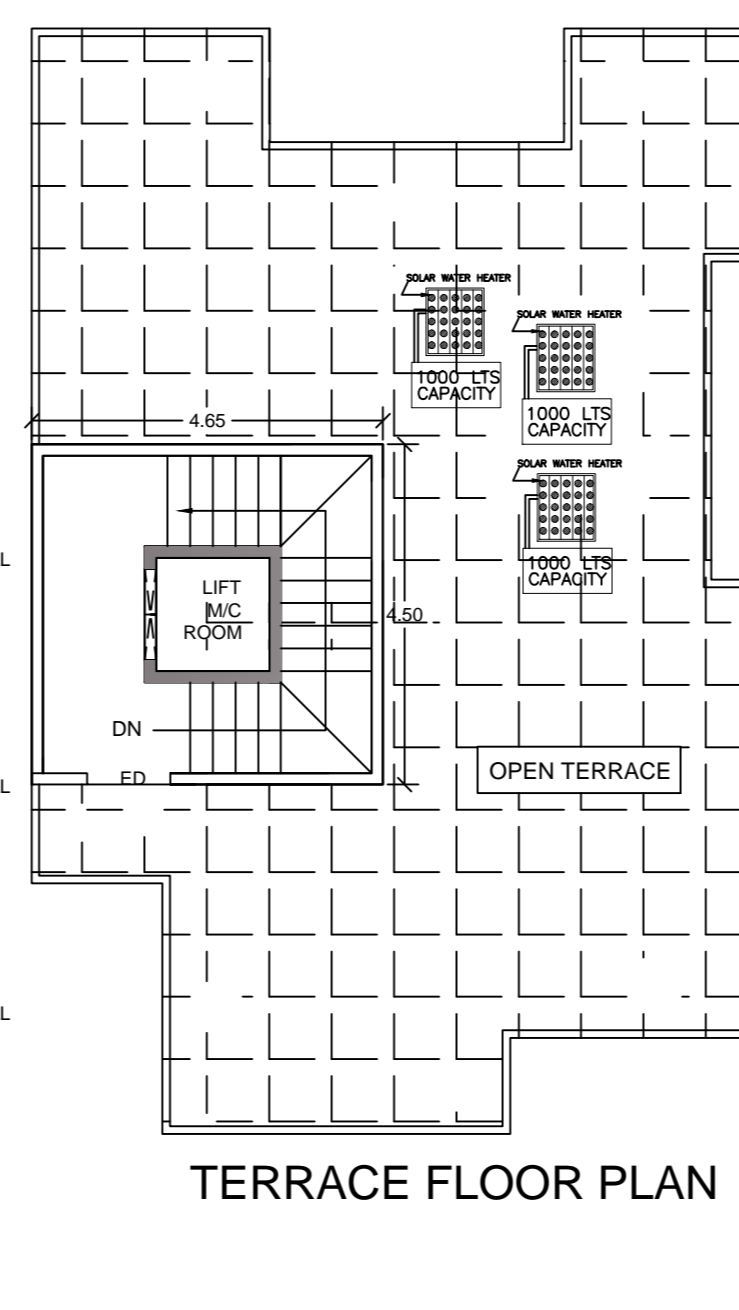 SOLAR WATER HEATER
1000 LTS
CAPACITY
SOLAR WATER HEATER
1000 LTS
CAPACITY
4.65
SOLAR WATER HEATER
1000 LTS
CAPACITY
L
LIFT
M/C
ROOM
4.50
DN
OPEN TERRACE
ED
L
L
TERRACE FLOOR PLAN